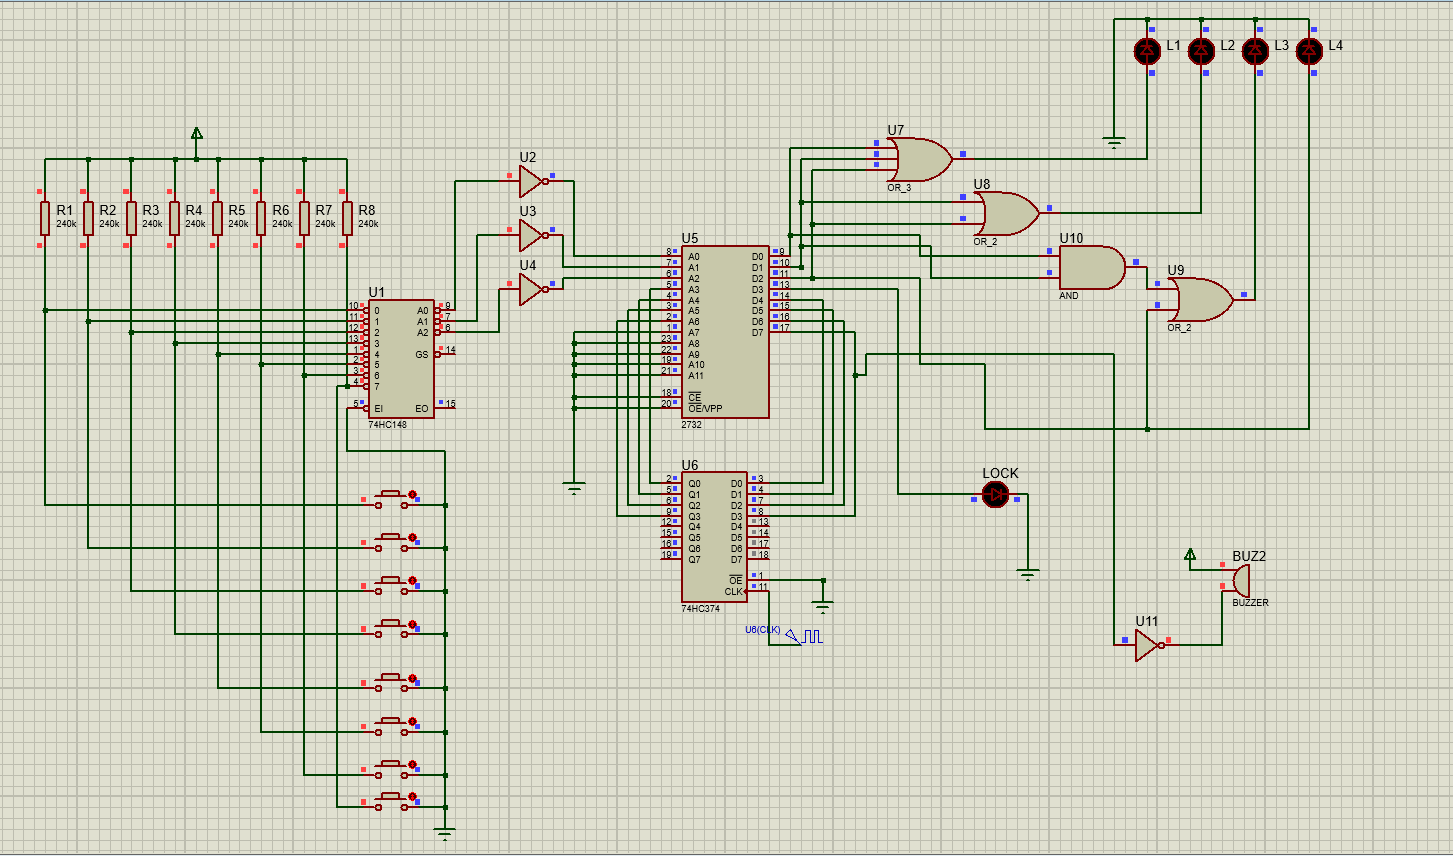 L1 L2 L3 L4
R1 R2 R3 R4 R5 R6 R7 R8
240k 240k 240k 240k 240k 240k 240k 240k
U2
U3
U4
U7
OR_3
U8
OR_2
U10
AND
U9
OR_2
U1
10 0 A0 9
11 1 A1 7
12 2 A2 6
13 3
1 4 GS 14
2 5
3 6
4 7
5 EI EO 15
74HC148
U5
8 A0 D0 9
7 A1 D1 10
6 A2 D2 11
5 A3 D3 13
4 A4 D4 14
3 A5 D5 15
2 A6 D6 16
1 A7 D7 17
23 A8
22 A9
19 A10
21 A11
18 CE
20 OE/VPP
2732
U6
2 Q0 D0 3
5 Q1 D1 4
6 Q2 D2 7
9 Q3 D3 8
12 Q4 D4 13
15 Q5 D5 14
16 Q6 D6 17
19 Q7 D7 18
OE 1
CLK 11
74HC374
U6(CLK)
LOCK
BUZ2
BUZZER
U11